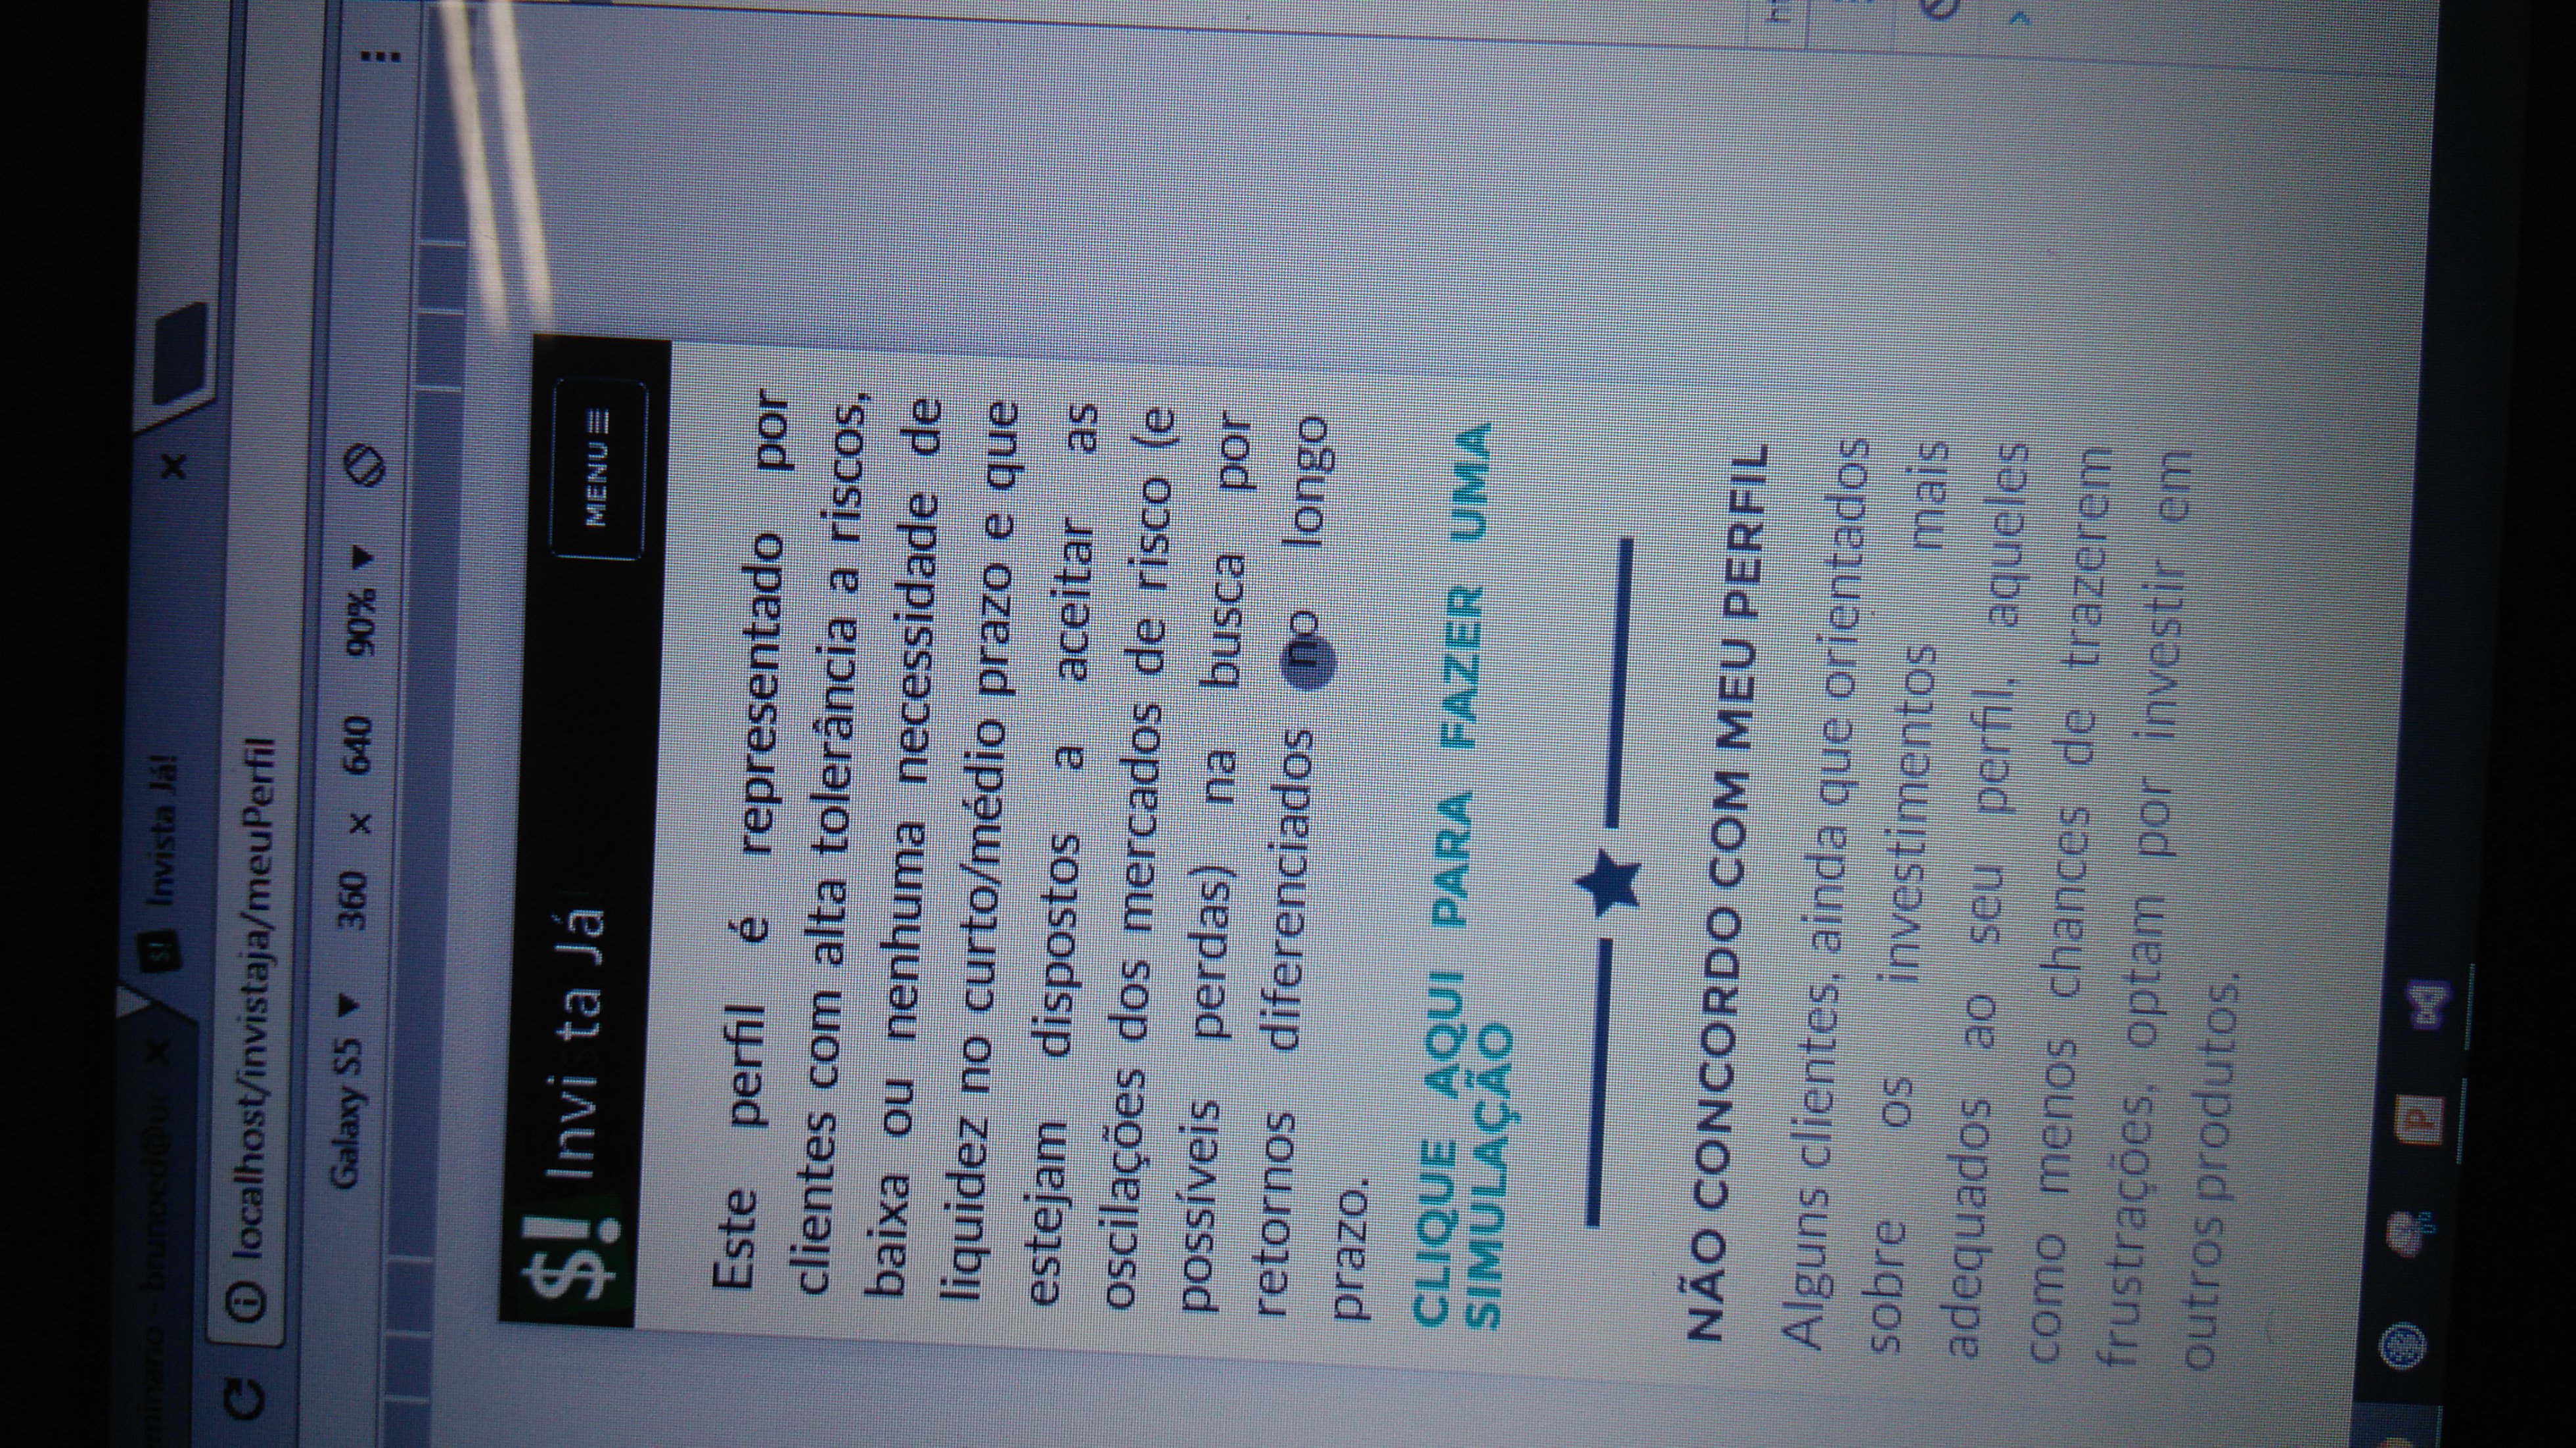 eminario - brunoed@uc
Invista Já!
localhost/invistaja/meuPerfil
Galaxy S5 360 x 640 90%
$! Invi ta Já MENU
Este perfil é representado por
clientes com alta tolerância a riscos,
baixa ou nenhuma necessidade de
liquidez no curto/médio prazo e que
estejam dispostos a aceitar as
oscilações dos mercados de risco (e
possíveis perdas) na busca por
retornos diferenciados no longo
prazo.
CLIQUE AQUI PARA FAZER UMA
SIMULAÇÃO
NÃO CONCORDO COM MEU PERFIL
Alguns clientes, ainda que orientados
sobre os investimentos mais
adequados ao seu perfil, aqueles
como menos chances de trazerem
frustrações, optam por investir em
outros produtos.